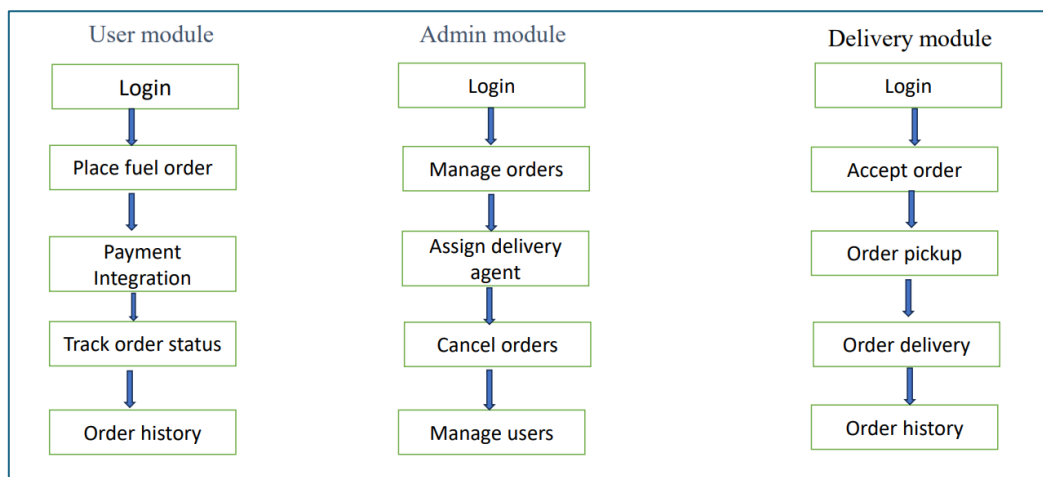 User module
Login
Place fuel order
Payment
Integration
Track order status
Order history
Admin module
Login
Manage orders
Assign delivery
agent
Cancel orders
Manage users
Delivery module
Login
Accept order
Order pickup
Order delivery
Order history